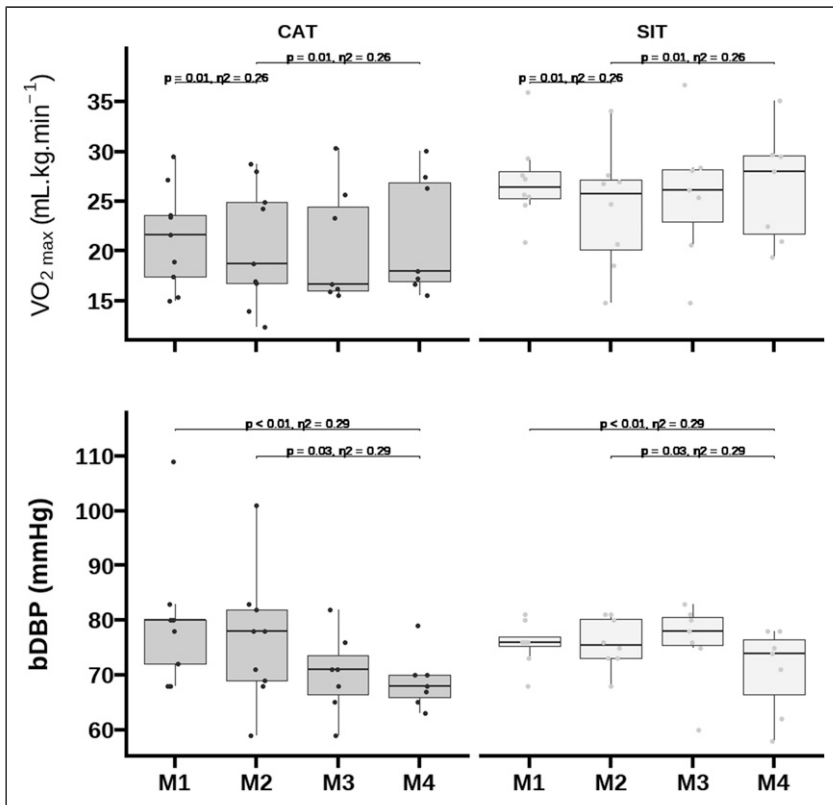 CAT SIT
p = 0.01, η2 = 0.26 p = 0.01, η2 = 0.26
p = 0.01, η2 = 0.26 p = 0.01, η2 = 0.26
VO2 max (mL.kg.min−1)
35
30
25
20
15
p < 0.01, η2 = 0.29 p < 0.01, η2 = 0.29
p = 0.03, η2 = 0.29 p = 0.03, η2 = 0.29
bDBP (mmHg)
110
100
90
80
70
60
M1 M2 M3 M4 M1 M2 M3 M4